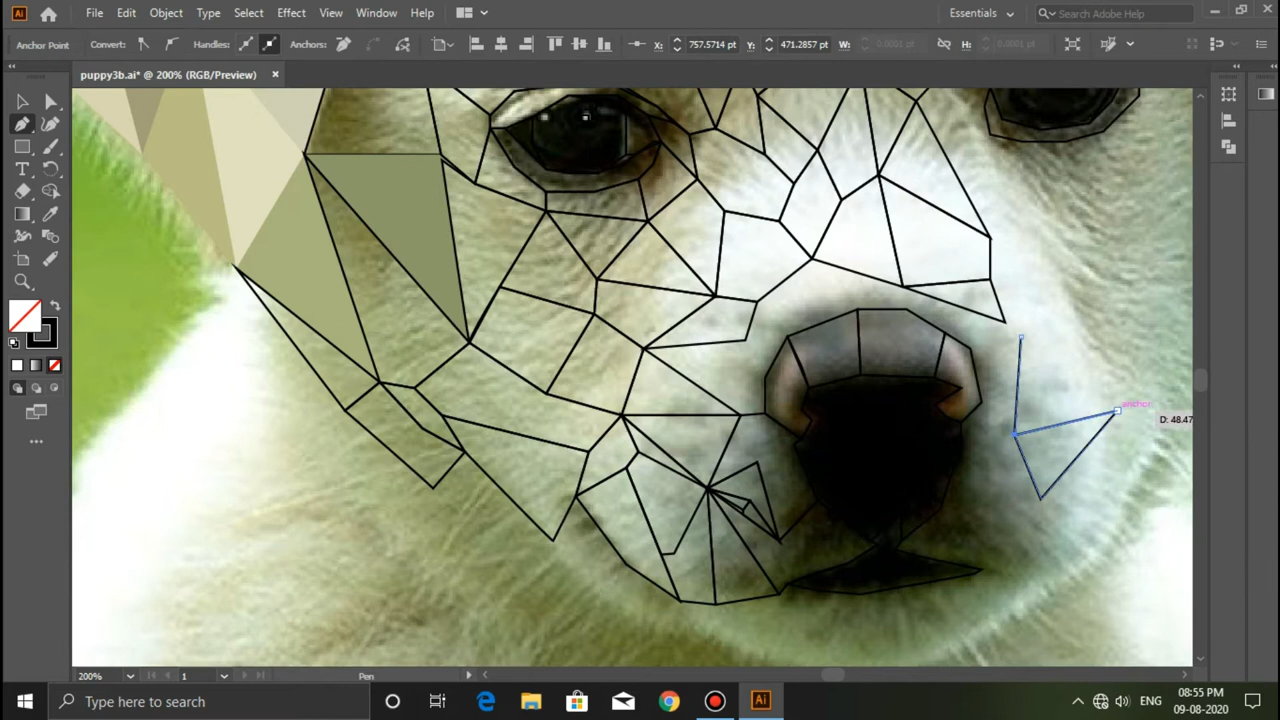 Ai File Edit Object Type Select Effect View Window Help Essentials Search Adobe Help
Anchor Point Convert: Handles: Anchors: X: 757.5714 pt Y: 471.2857 pt W: 0.0001 pt H: 0.0001 pt
puppy3b.ai* @ 200% (RGB/Preview)
anchor
D: 48.47
200% 1 Pen
Type here to search Ai ENG 08:55 PM
09-08-2020